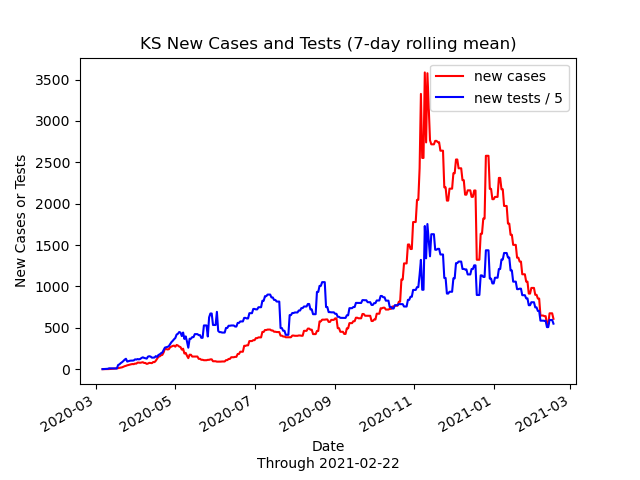 KS New Cases and Tests (7-day rolling mean)
new cases
new tests / 5
New Cases or Tests
3500
3000
2500
2000
1500
1000
500
0
2020-03
2020-05
2020-07
2020-09
2020-11
2021-01
2021-03
Date
Through 2021-02-22